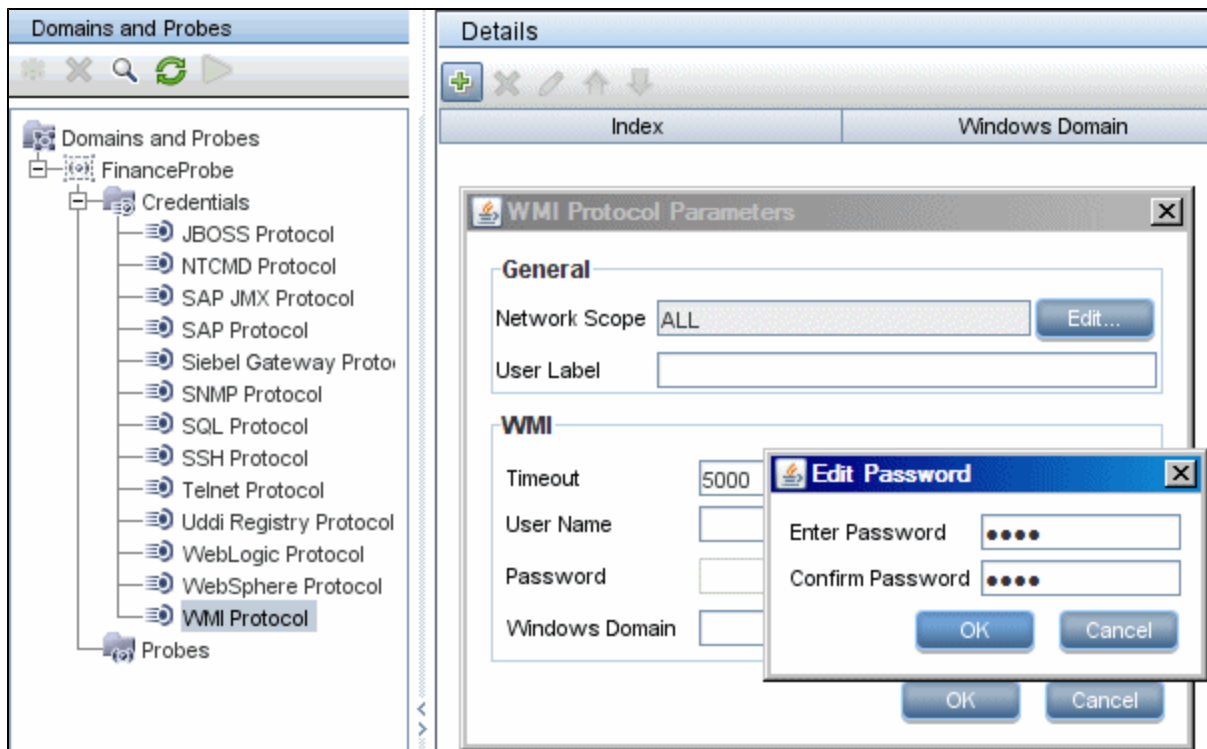 Domains and Probes
Domains and Probes
FinanceProbe
Credentials
JBOSS Protocol
NTCMD Protocol
SAP JMX Protocol
SAP Protocol
Siebel Gateway Proto
SNMP Protocol
SQL Protocol
SSH Protocol
Telnet Protocol
Uddi Registry Protocol
WebLogic Protocol
WebSphere Protocol
WMI Protocol
Probes
Details
Index Windows Domain
WMI Protocol Parameters
General
Network Scope ALL Edit...
User Label
WMI
Timeout 5000
User Name
Password
Windows Domain
OK Cancel
Edit Password
Enter Password ••••
Confirm Password ••••
OK Cancel